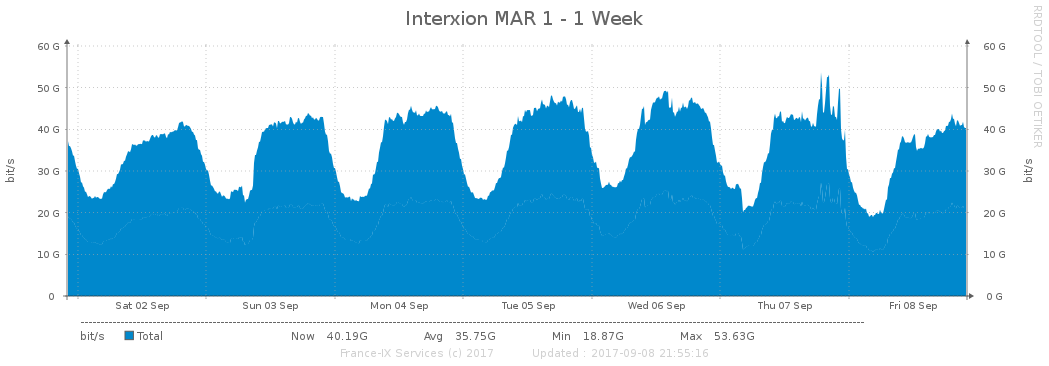 Interxion MAR 1 - 1 Week
RRDTOOL / TOBI OETIKER
60 G 60 G
50 G 50 G
40 G 40 G
30 G 30 G
20 G 20 G
10 G 10 G
0 0 G
bit/s bit/s
Sat 02 Sep Sun 03 Sep Mon 04 Sep Tue 05 Sep Wed 06 Sep Thu 07 Sep Fri 08 Sep
bit/s Total Now 40.19G Avg 35.75G Min 18.87G Max 53.63G
France-IX Services (c) 2017 Updated : 2017-09-08 21:55:16